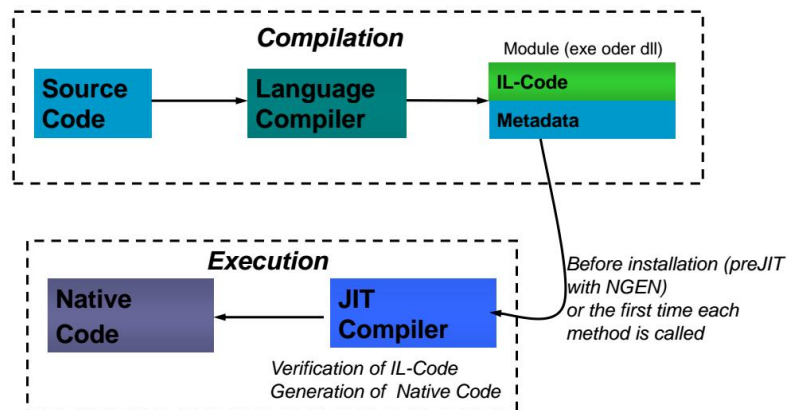 Compilation
Module (exe oder dll)
Source
Code
Language
Compiler
IL-Code
Metadata
Execution
Before installation (preJIT
with NGEN)
or the first time each
method is called
Native
Code
JIT
Compiler
Verification of IL-Code
Generation of Native Code